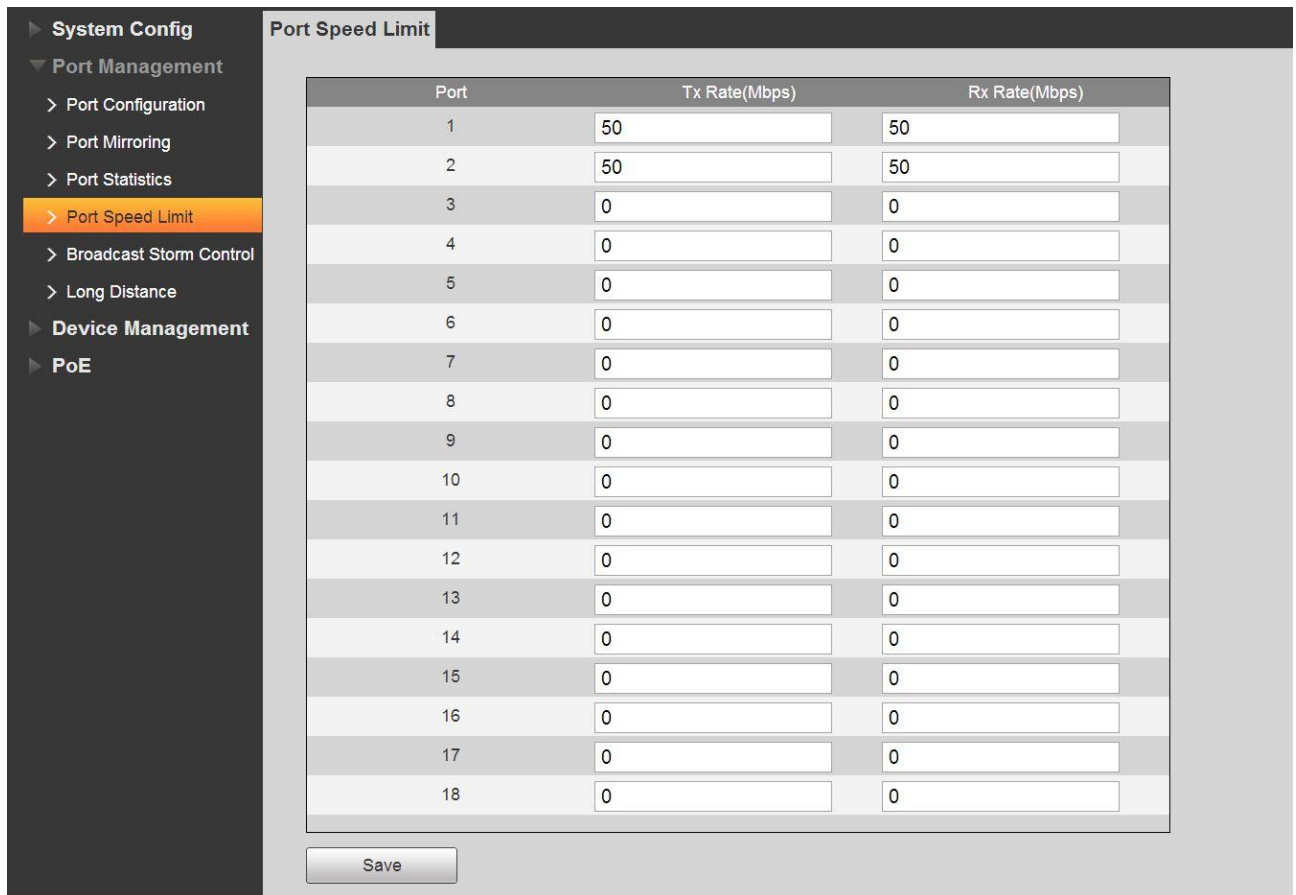 System Config
Port Management
> Port Configuration
> Port Mirroring
> Port Statistics
> Port Speed Limit
> Broadcast Storm Control
> Long Distance
Device Management
PoE
Port Speed Limit
Port Tx Rate(Mbps) Rx Rate(Mbps)
1 50 50
2 50 50
3 0 0
4 0 0
5 0 0
6 0 0
7 0 0
8 0 0
9 0 0
10 0 0
11 0 0
12 0 0
13 0 0
14 0 0
15 0 0
16 0 0
17 0 0
18 0 0
Save